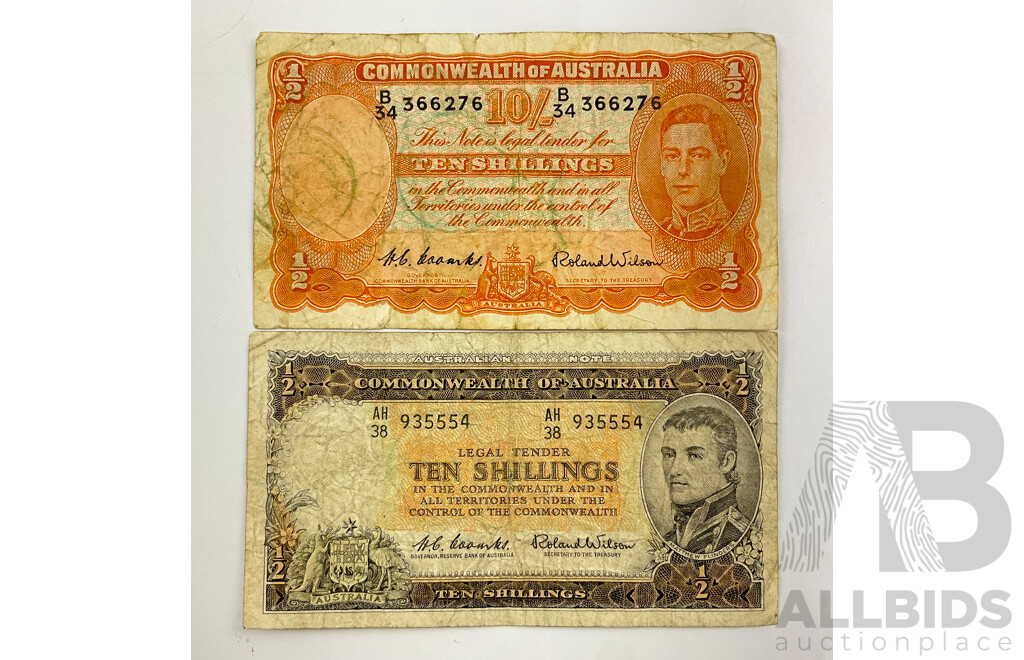 ½ ½
COMMONWEALTH OF AUSTRALIA
B/34 366276 10/- B/34 366276
This Note is legal tender for
TEN SHILLINGS
in the Commonwealth and in all
Territories under the control of
the Commonwealth.
H.C. Coombs. Roland Wilson
GOVERNOR SECRETARY TO THE TREASURY
COMMONWEALTH BANK OF AUSTRALIA
½ ½
AUSTRALIA
AUSTRALIAN NOTE
½ ½
COMMONWEALTH OF AUSTRALIA
AH/38 935554 AH/38 935554
LEGAL TENDER
TEN SHILLINGS
IN THE COMMONWEALTH AND IN
ALL TERRITORIES UNDER THE
CONTROL OF THE COMMONWEALTH
H.C. Coombs. Roland Wilson
GOVERNOR, RESERVE BANK OF AUSTRALIA SECRETARY TO THE TREASURY
½ ½
AUSTRALIA
TEN SHILLINGS
AB
ALLBIDS
auctionplace